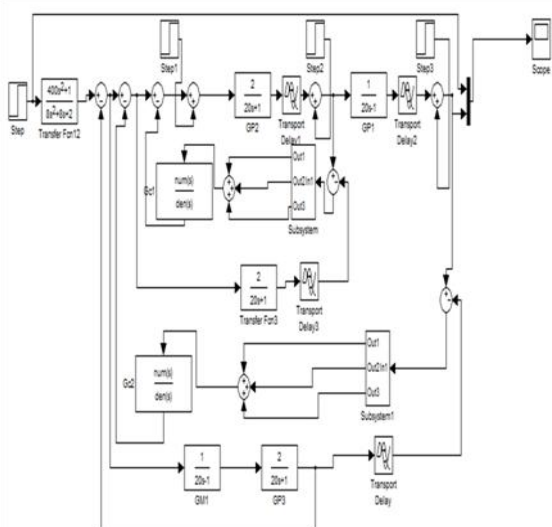 Step1
Step2
Step3
Scope
Step
400s²+1
8s²+6s+2
Transfer Fcn12
2
20s+1
GP2
Transport
Delay1
1
20s-1
GP1
Transport
Delay2
Gc1
num(s)
den(s)
Out1
Out2
In1
Out3
Subsystem
2
20s+1
Transfer Fcn3
Transport
Delay3
Gc2
num(s)
den(s)
Out1
Out2
In1
Out3
Subsystem1
1
20s-1
GM1
2
20s+1
GP3
Transport
Delay